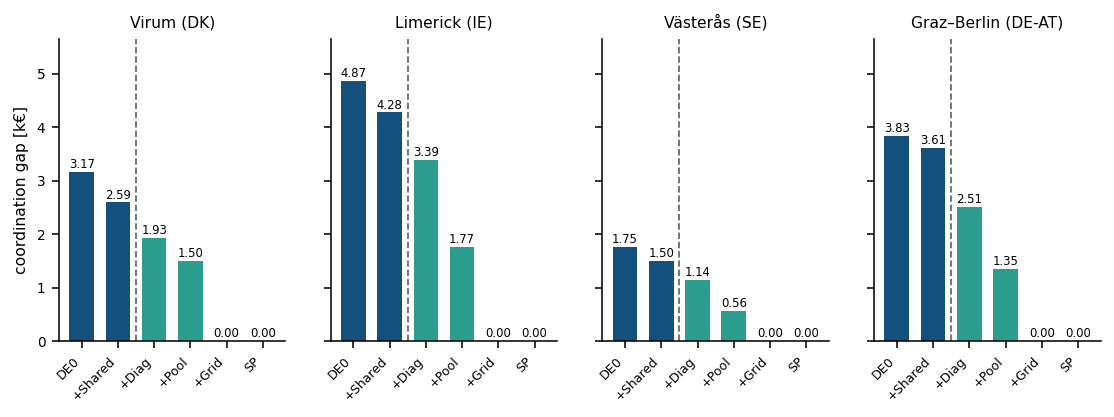 Virum (DK)
coordination gap [k€]
5
4
3
2
1
0
3.17
2.59
1.93
1.50
0.00
0.00
DE0
+Shared
+Diag
+Pool
+Grid
SP
Limerick (IE)
4.87
4.28
3.39
1.77
0.00
0.00
DE0
+Shared
+Diag
+Pool
+Grid
SP
Västerås (SE)
1.75
1.50
1.14
0.56
0.00
0.00
DE0
+Shared
+Diag
+Pool
+Grid
SP
Graz–Berlin (DE-AT)
3.83
3.61
2.51
1.35
0.00
0.00
DE0
+Shared
+Diag
+Pool
+Grid
SP